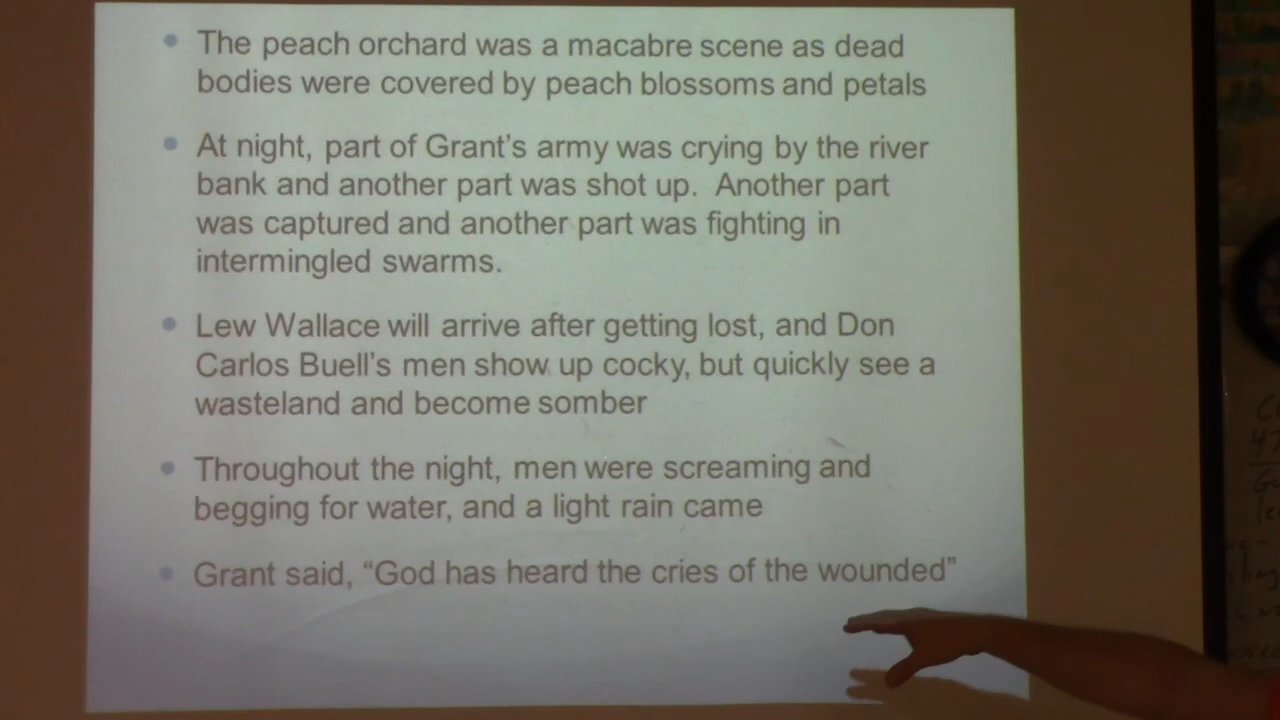 • The peach orchard was a macabre scene as dead
bodies were covered by peach blossoms and petals
• At night, part of Grant’s army was crying by the river
bank and another part was shot up.  Another part
was captured and another part was fighting in
intermingled swarms.
• Lew Wallace will arrive after getting lost, and Don
Carlos Buell’s men show up cocky, but quickly see a
wasteland and become somber
• Throughout the night, men were screaming and
begging for water, and a light rain came
• Grant said, “God has heard the cries of the wounded”